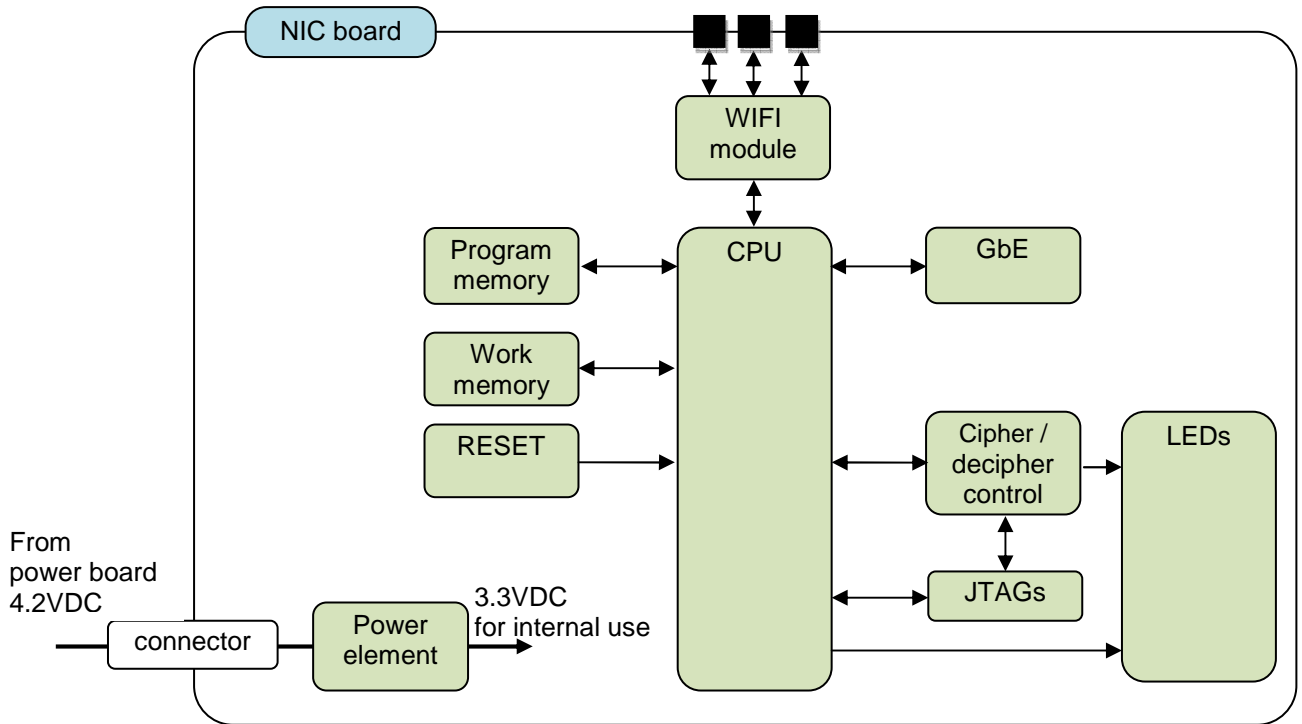 NIC board
WIFI
module
Program
memory
CPU
GbE
Work
memory
RESET
Cipher /
decipher
control
LEDs
From
power board
4.2VDC
connector
Power
element
3.3VDC
for internal use
JTAGs